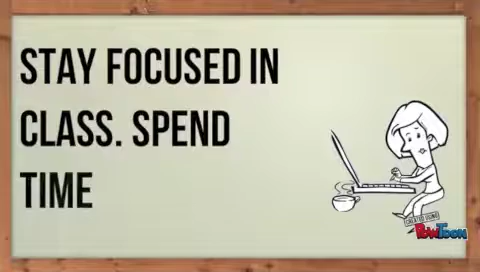 STAY FOCUSED IN
CLASS. SPEND
TIME
CREATED USING
POWTOON